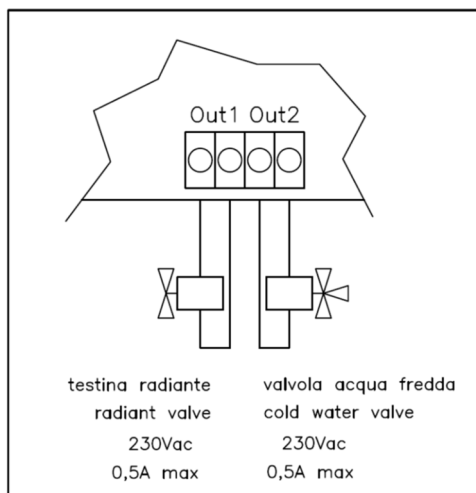 Out1 Out2
testina radiante valvola acqua fredda
radiant valve cold water valve
230Vac 230Vac
0,5A max 0,5A max